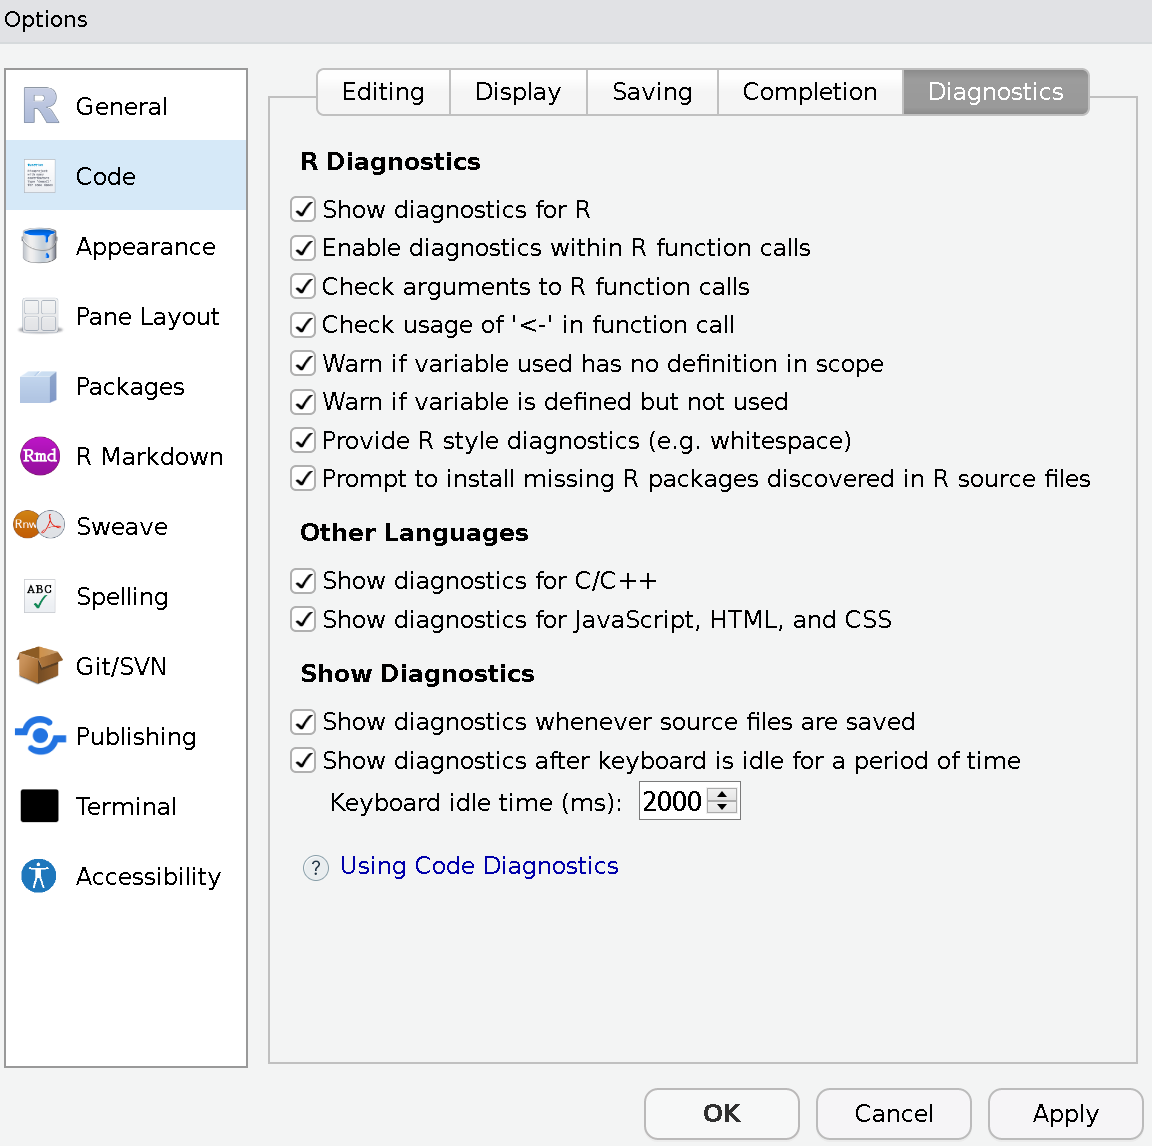 Options
General
Code
Appearance
Pane Layout
Packages
Rmd R Markdown
Rnw Sweave
ABC Spelling
Git/SVN
Publishing
Terminal
Accessibility
Editing Display Saving Completion Diagnostics
R Diagnostics
Show diagnostics for R
Enable diagnostics within R function calls
Check arguments to R function calls
Check usage of '<-' in function call
Warn if variable used has no definition in scope
Warn if variable is defined but not used
Provide R style diagnostics (e.g. whitespace)
Prompt to install missing R packages discovered in R source files
Other Languages
Show diagnostics for C/C++
Show diagnostics for JavaScript, HTML, and CSS
Show Diagnostics
Show diagnostics whenever source files are saved
Show diagnostics after keyboard is idle for a period of time
Keyboard idle time (ms): 2000
? Using Code Diagnostics
OK Cancel Apply